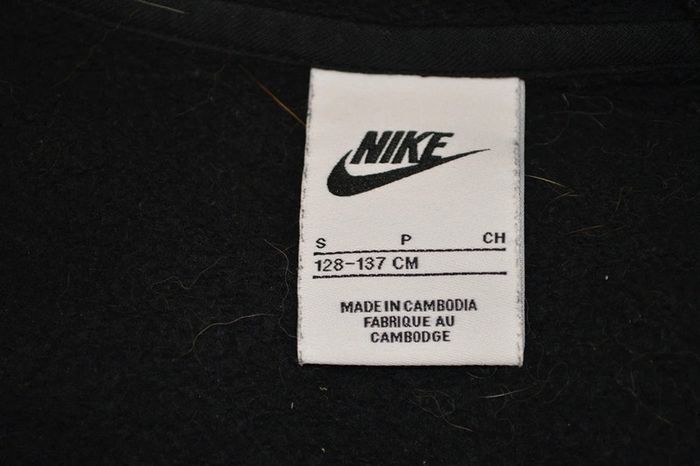 NIKE
S P CH
128-137 CM
MADE IN CAMBODIA
FABRIQUE AU
CAMBODGE